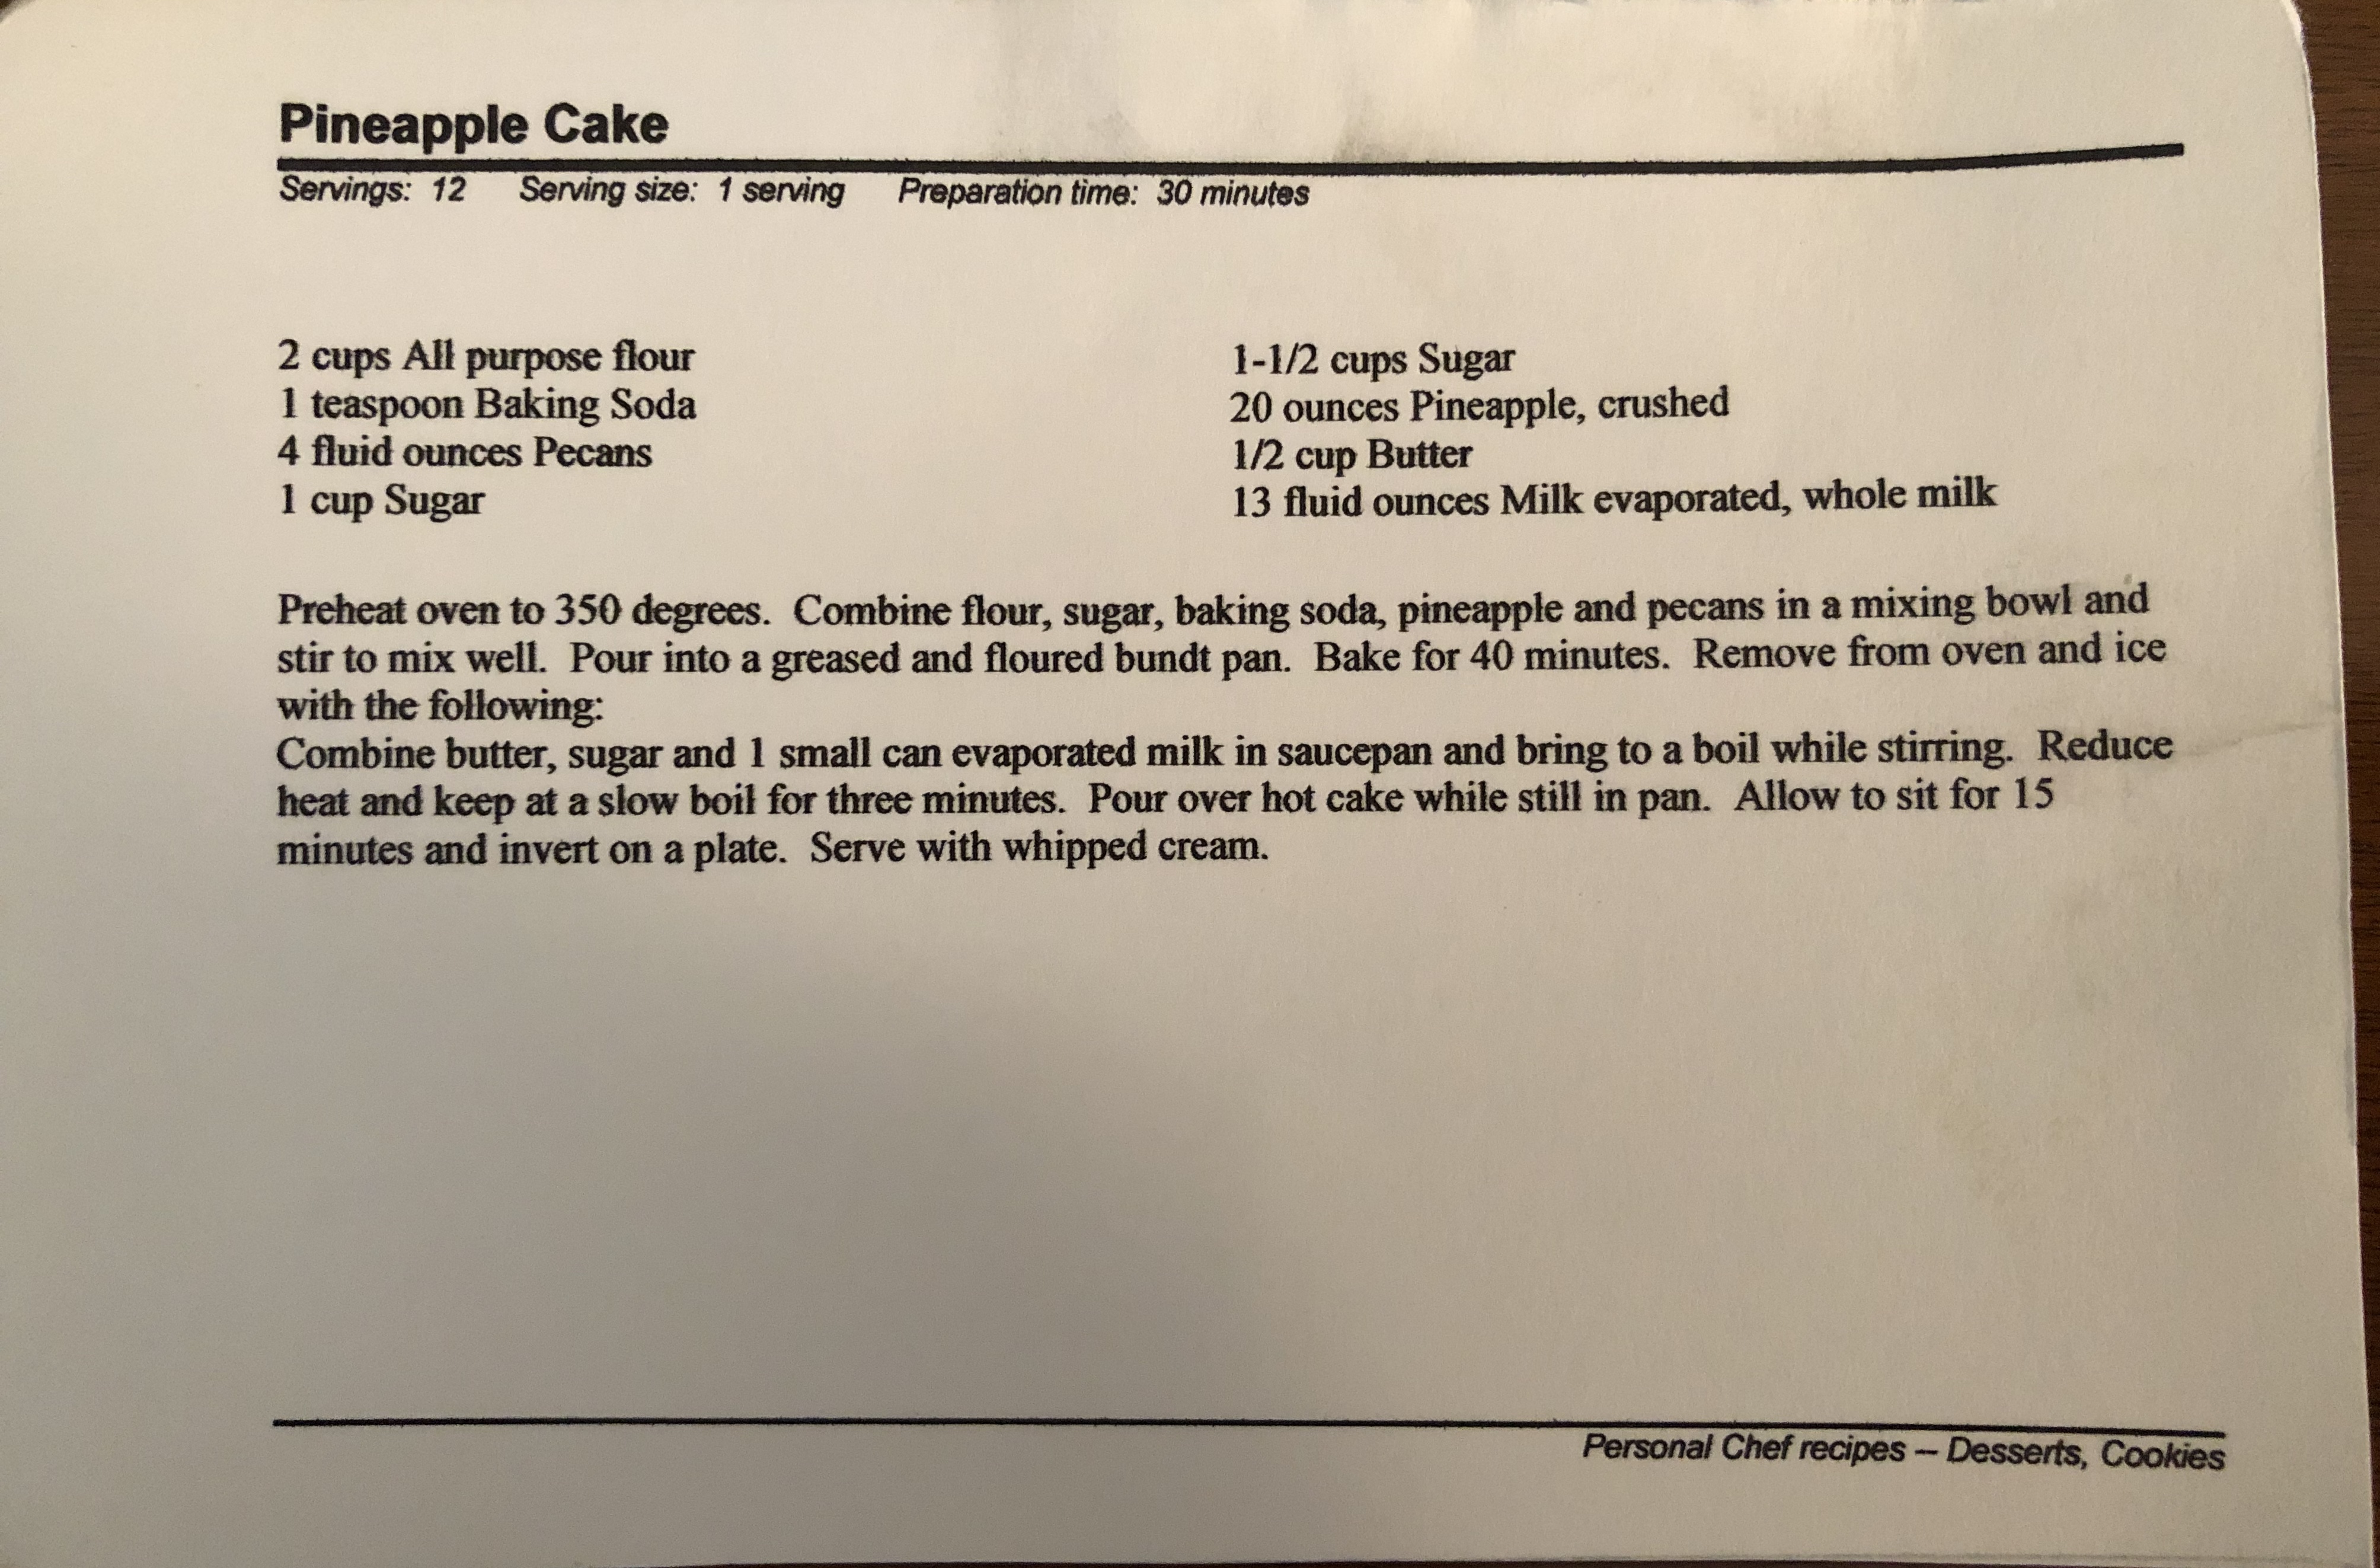 Pineapple Cake
Servings: 12 Serving size: 1 serving Preparation time: 30 minutes
2 cups All purpose flour
1 teaspoon Baking Soda
4 fluid ounces Pecans
1 cup Sugar
1-1/2 cups Sugar
20 ounces Pineapple, crushed
1/2 cup Butter
13 fluid ounces Milk evaporated, whole milk
Preheat oven to 350 degrees. Combine flour, sugar, baking soda, pineapple and pecans in a mixing bowl and
stir to mix well. Pour into a greased and floured bundt pan. Bake for 40 minutes. Remove from oven and ice
with the following:
Combine butter, sugar and 1 small can evaporated milk in saucepan and bring to a boil while stirring. Reduce
heat and keep at a slow boil for three minutes. Pour over hot cake while still in pan. Allow to sit for 15
minutes and invert on a plate. Serve with whipped cream.
Personal Chef recipes – Desserts, Cookies